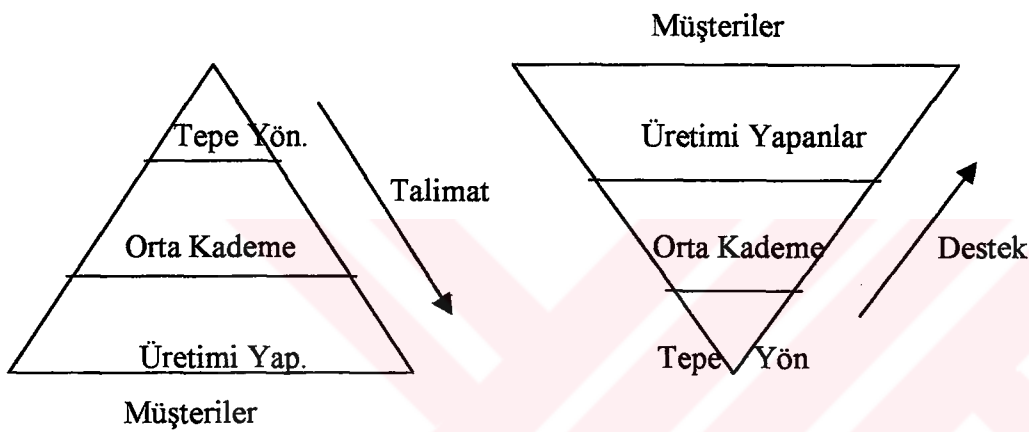 Tepe Yön.
Talimat
Orta Kademe
Üretimi Yap.
Müşteriler
Müşteriler
Üretimi Yapanlar
Orta Kademe
Destek
Tepe Yön